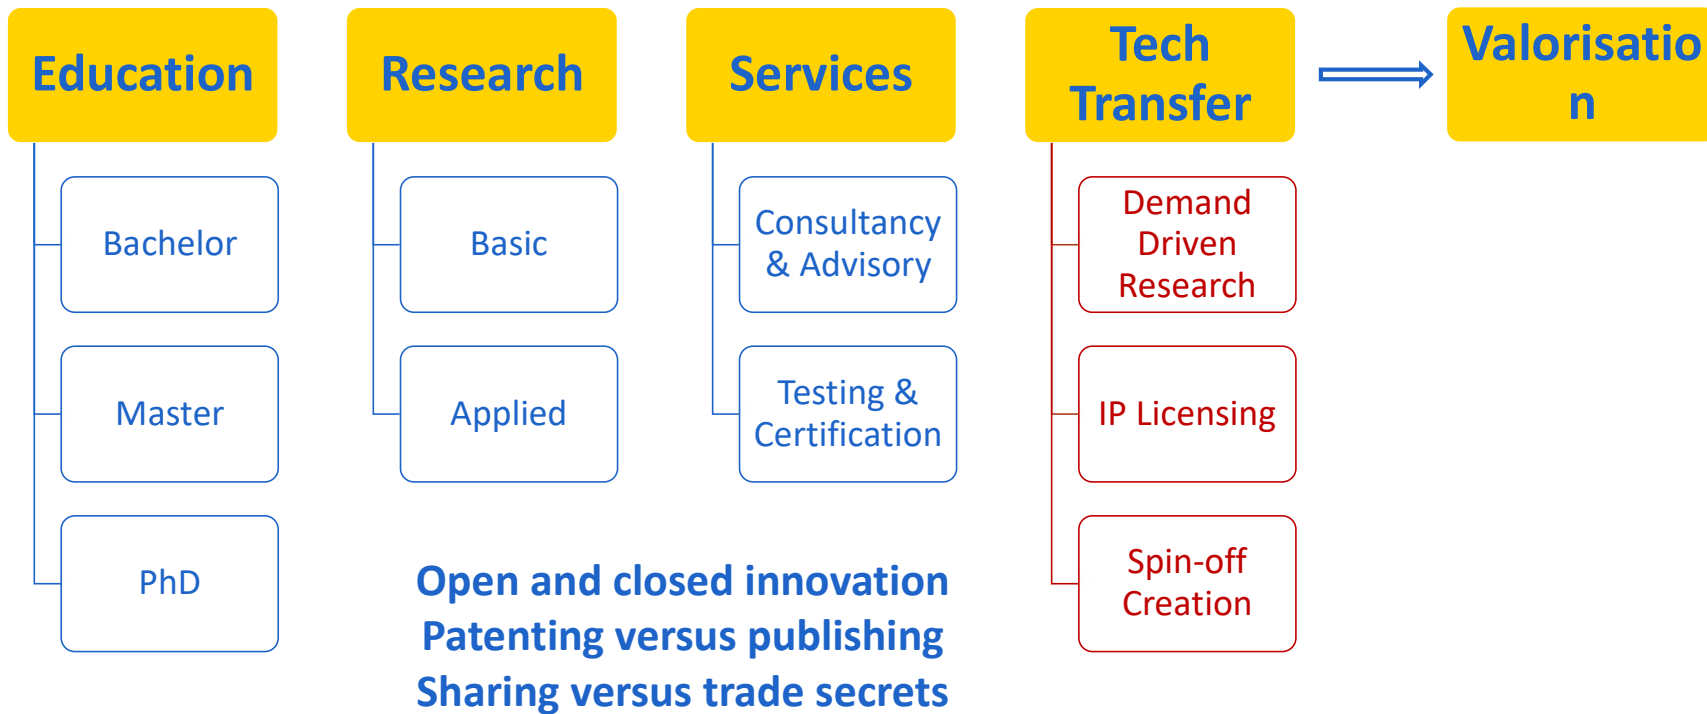 Education
Bachelor
Master
PhD
Research
Basic
Applied
Services
Consultancy
& Advisory
Testing &
Certification
Tech
Transfer
Demand
Driven
Research
IP Licensing
Spin-off
Creation
Valorisatio
n
Open and closed innovation
Patenting versus publishing
Sharing versus trade secrets